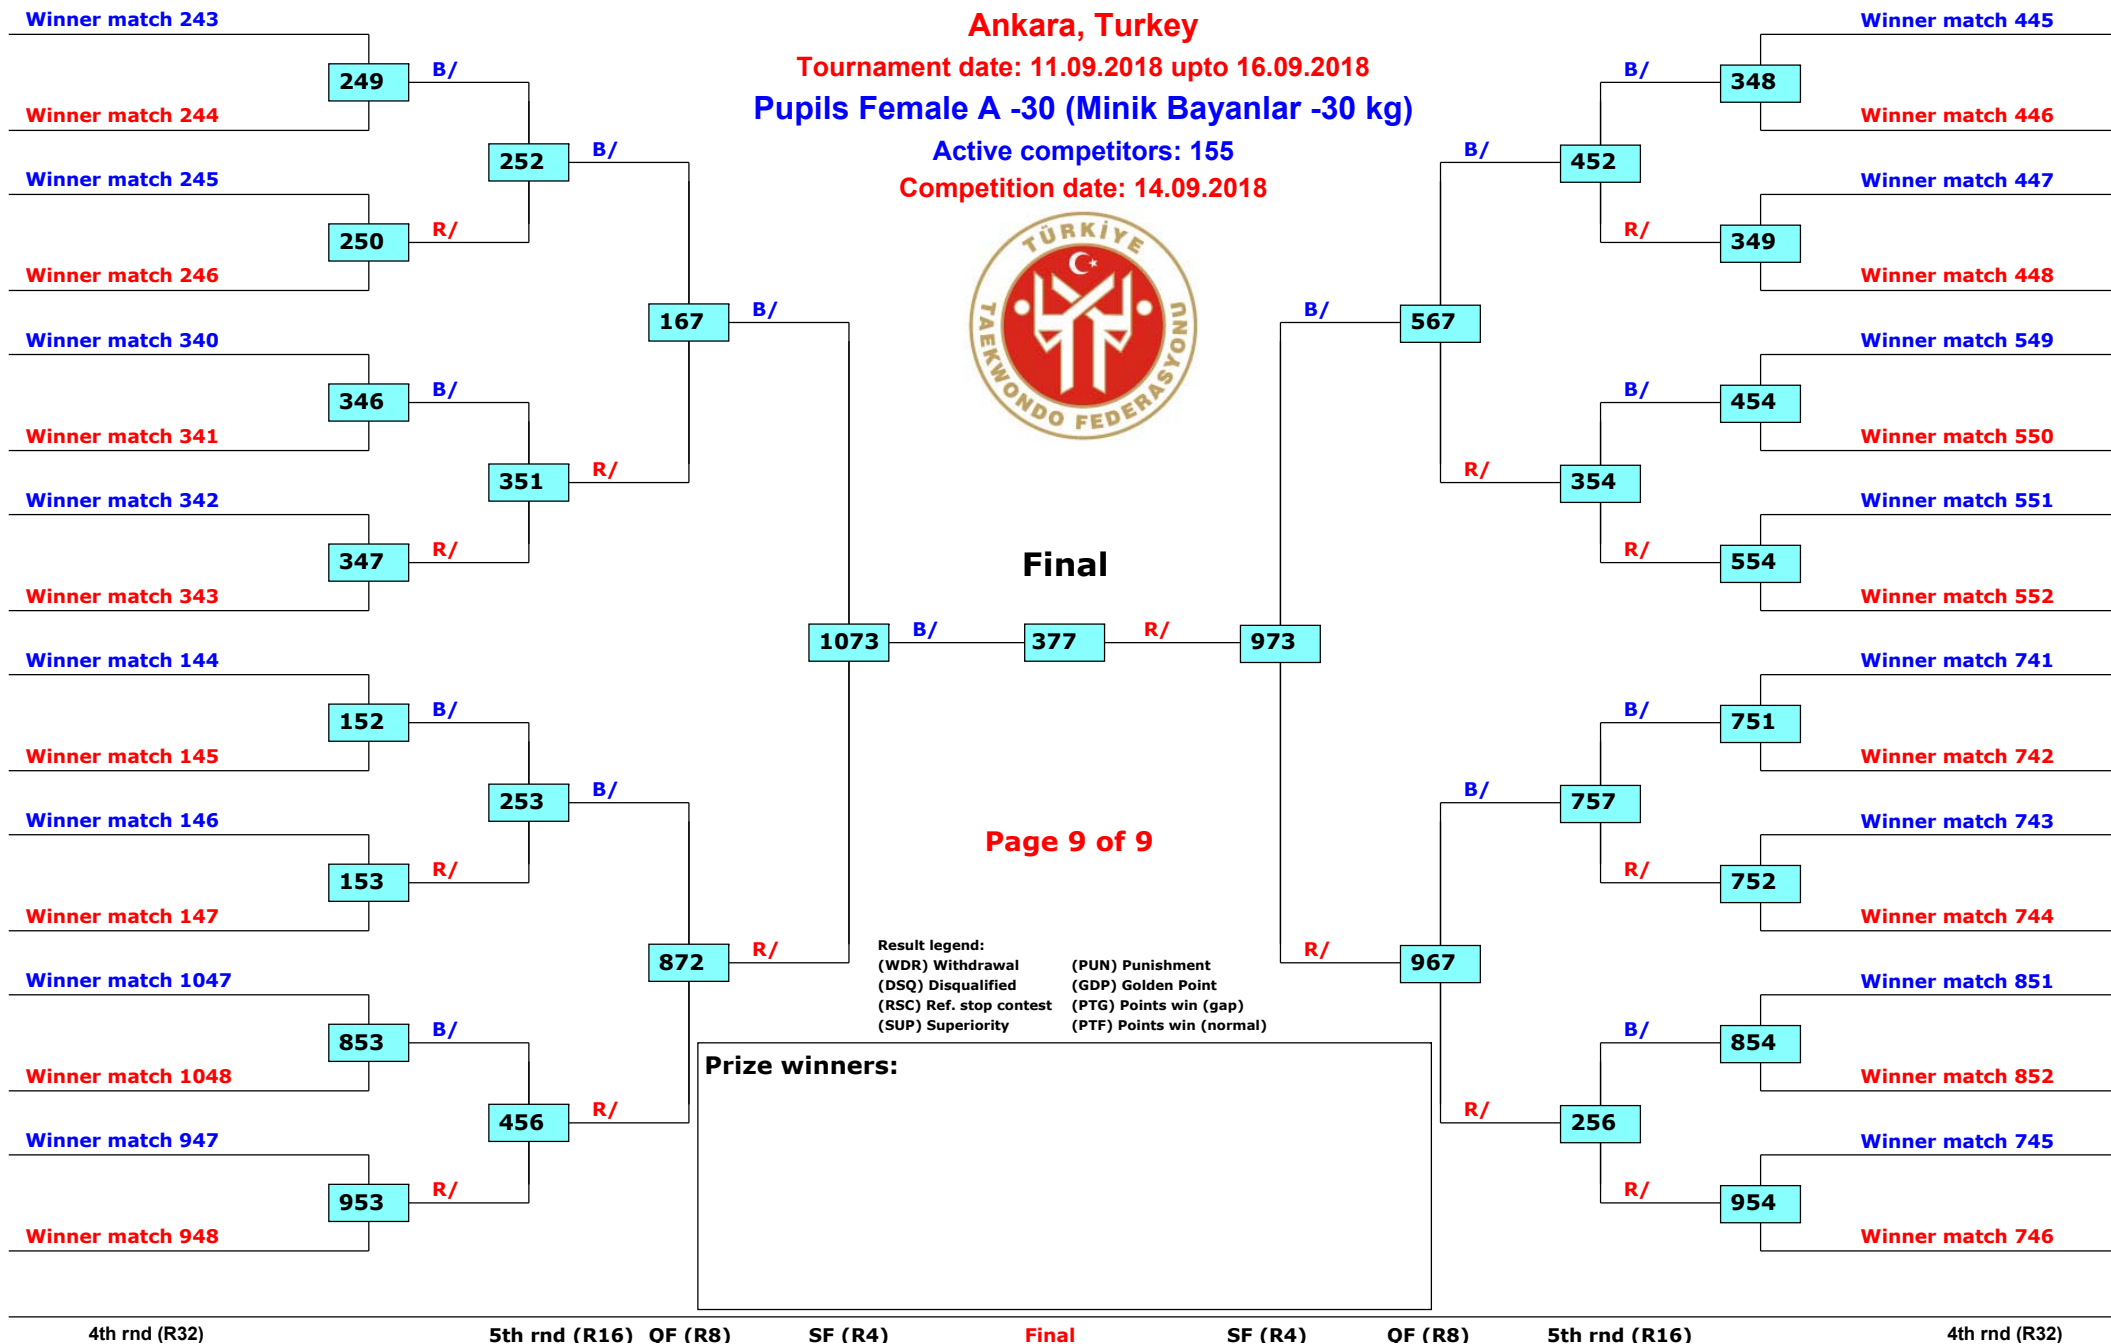 Ankara, Turkey
Tournament date: 11.09.2018 upto 16.09.2018
Pupils Female A -30 (Minik Bayanlar -30 kg)
Active competitors: 155
Competition date: 14.09.2018
TÜRKİYE
TAEKWONDO FEDERASYONU
Winner match 243
249
B/
Winner match 244
252
B/
Winner match 245
250
R/
Winner match 246
167
B/
Winner match 340
346
B/
Winner match 341
351
R/
Winner match 342
347
R/
Winner match 343
1073
B/
Winner match 144
152
B/
Winner match 145
253
B/
Winner match 146
153
R/
Winner match 147
872
R/
Winner match 1047
853
B/
Winner match 1048
456
R/
Winner match 947
953
R/
Winner match 948
Final
377
R/
973
Winner match 445
B/
348
Winner match 446
B/
452
Winner match 447
R/
349
Winner match 448
B/
567
Winner match 549
B/
454
Winner match 550
R/
354
Winner match 551
R/
554
Winner match 552
Winner match 741
B/
751
Winner match 742
B/
757
Winner match 743
R/
752
Winner match 744
R/
967
Winner match 851
B/
854
Winner match 852
R/
256
Winner match 745
R/
954
Winner match 746
Page 9 of 9
Result legend:
(WDR) Withdrawal (PUN) Punishment
(DSQ) Disqualified (GDP) Golden Point
(RSC) Ref. stop contest (PTG) Points win (gap)
(SUP) Superiority (PTF) Points win (normal)
Prize winners:
4th rnd (R32) 5th rnd (R16) QF (R8) SF (R4) Final SF (R4) QF (R8) 5th rnd (R16) 4th rnd (R32)